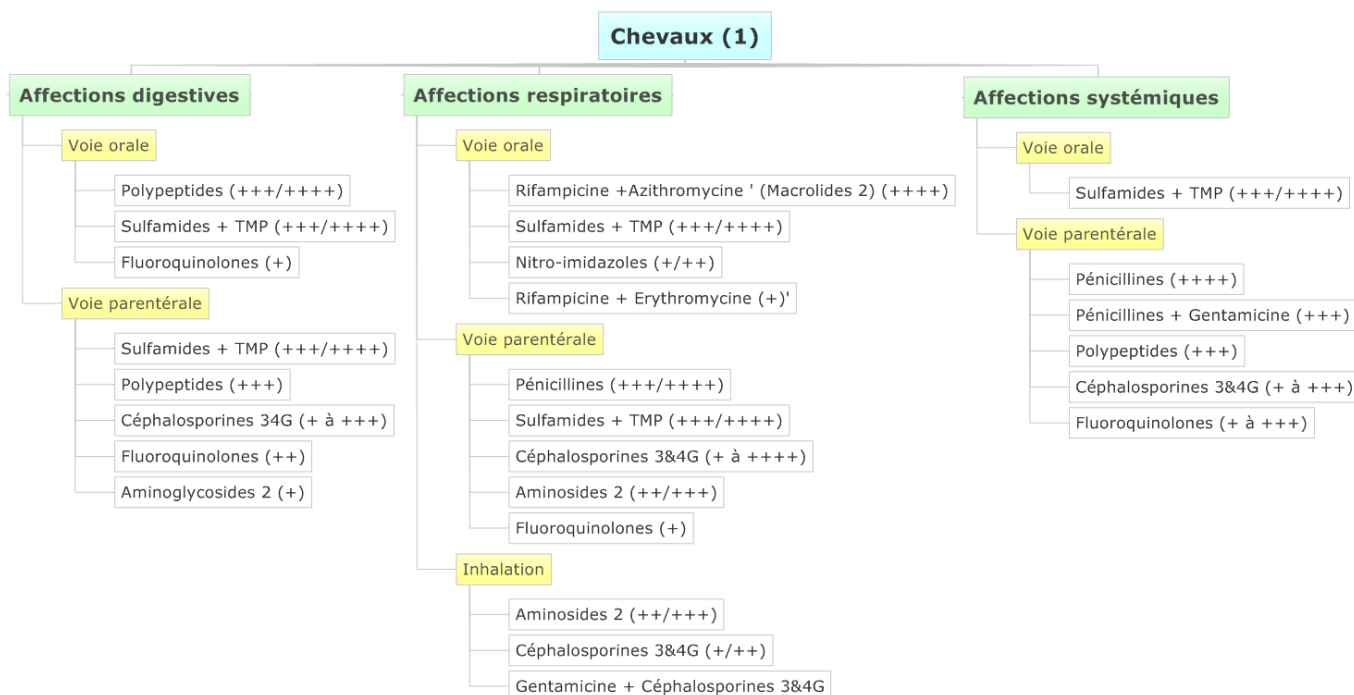 Chevaux (1)
Affections digestives
Voie orale
Polypeptides (+++/++++)
Sulfamides + TMP (+++/++++)
Fluoroquinolones (+)
Voie parentérale
Sulfamides + TMP (+++/++++)
Polypeptides (+++)
Céphalosporines 34G (+ à +++)
Fluoroquinolones (++)
Aminoglycosides 2 (+)
Affections respiratoires
Voie orale
Rifampicine +Azithromycine ' (Macrolides 2) (++++)
Sulfamides + TMP (+++/++++)
Nitro-imidazoles (+/++)
Rifampicine + Erythromycine (+)'
Voie parentérale
Pénicillines (+++/++++)
Sulfamides + TMP (+++/++++)
Céphalosporines 3&4G (+ à ++++)
Aminosides 2 (++/+++)
Fluoroquinolones (+)
Inhalation
Aminosides 2 (++/+++)
Céphalosporines 3&4G (+/++)
Gentamicine + Céphalosporines 3&4G
Affections systémiques
Voie orale
Sulfamides + TMP (+++/++++)
Voie parentérale
Pénicillines (++++)
Pénicillines + Gentamicine (+++)
Polypeptides (+++)
Céphalosporines 3&4G (+ à +++)
Fluoroquinolones (+ à +++)